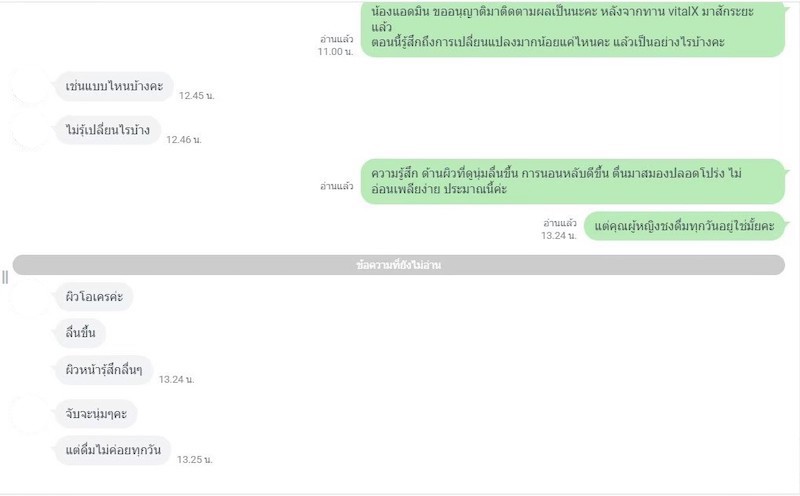 น้องแอดมิน ขออนุญาติมาติดตามผลเป็นนะคะ หลังจากทาน vitalX มาสักระยะ
แล้ว
ตอนนี้รู้สึกถึงการเปลี่ยนแปลงมากน้อยแค่ไหนคะ แล้วเป็นอย่างไรบ้างคะ
อ่านแล้ว
11.00 น.
เช่นแบบไหนบ้างคะ
12.45 น.
ไม่รุ้เปลี่ยนไรบ้าง
12.46 น.
ความรู้สึก ด้านผิวที่ดูนุ่มลื่นขึ้น การนอนหลับดีขึ้น ตื่นมาสมองปลอดโปร่ง ไม่
อ่อนเพลียง่าย ประมาณนี้ค่ะ
อ่านแล้ว
แต่คุณผู้หญิงชงดื่มทุกวันอยู่ใช่มั้ยคะ
อ่านแล้ว
13.24 น.
ข้อความที่ยังไม่อ่าน
ผิวโอเครค่ะ
ลื่นขึ้น
ผิวหน้ารุ้สึกลื่นๆ
13.24 น.
จับจะนุ่มๆคะ
แต่ดื่มไม่ค่อยทุกวัน
13.25 น.